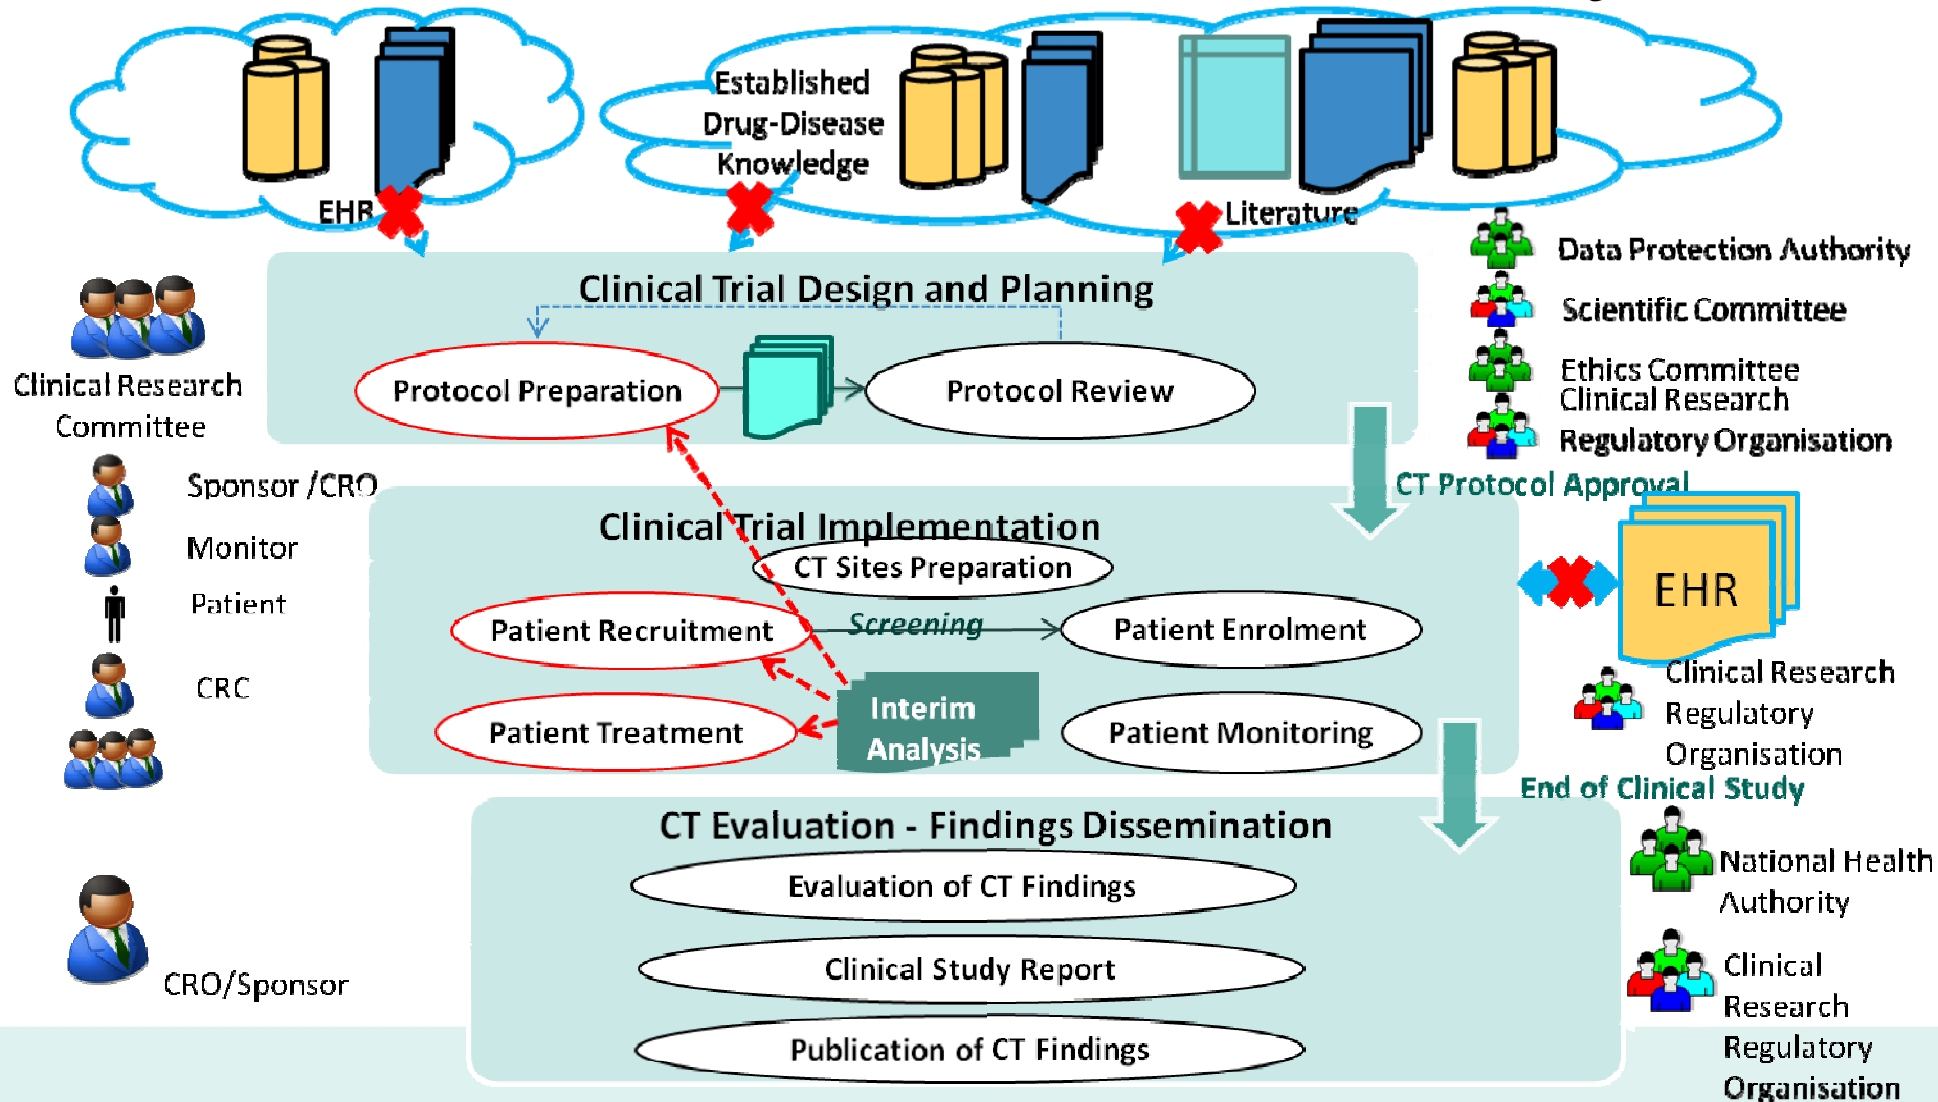 Established
Drug-Disease
Knowledge
EHR
Literature
Clinical Trial Design and Planning
Protocol Preparation
Protocol Review
Clinical Research
Committee
Data Protection Authority
Scientific Committee
Ethics Committee
Clinical Research
Regulatory Organisation
CT Protocol Approval
Sponsor /CRO
Monitor
Patient
CRC
Clinical Trial Implementation
CT Sites Preparation
Patient Recruitment
Screening
Patient Enrolment
Patient Treatment
Interim
Analysis
Patient Monitoring
EHR
Clinical Research
Regulatory
Organisation
End of Clinical Study
CT Evaluation - Findings Dissemination
Evaluation of CT Findings
Clinical Study Report
Publication of CT Findings
CRO/Sponsor
National Health
Authority
Clinical
Research
Regulatory
Organisation